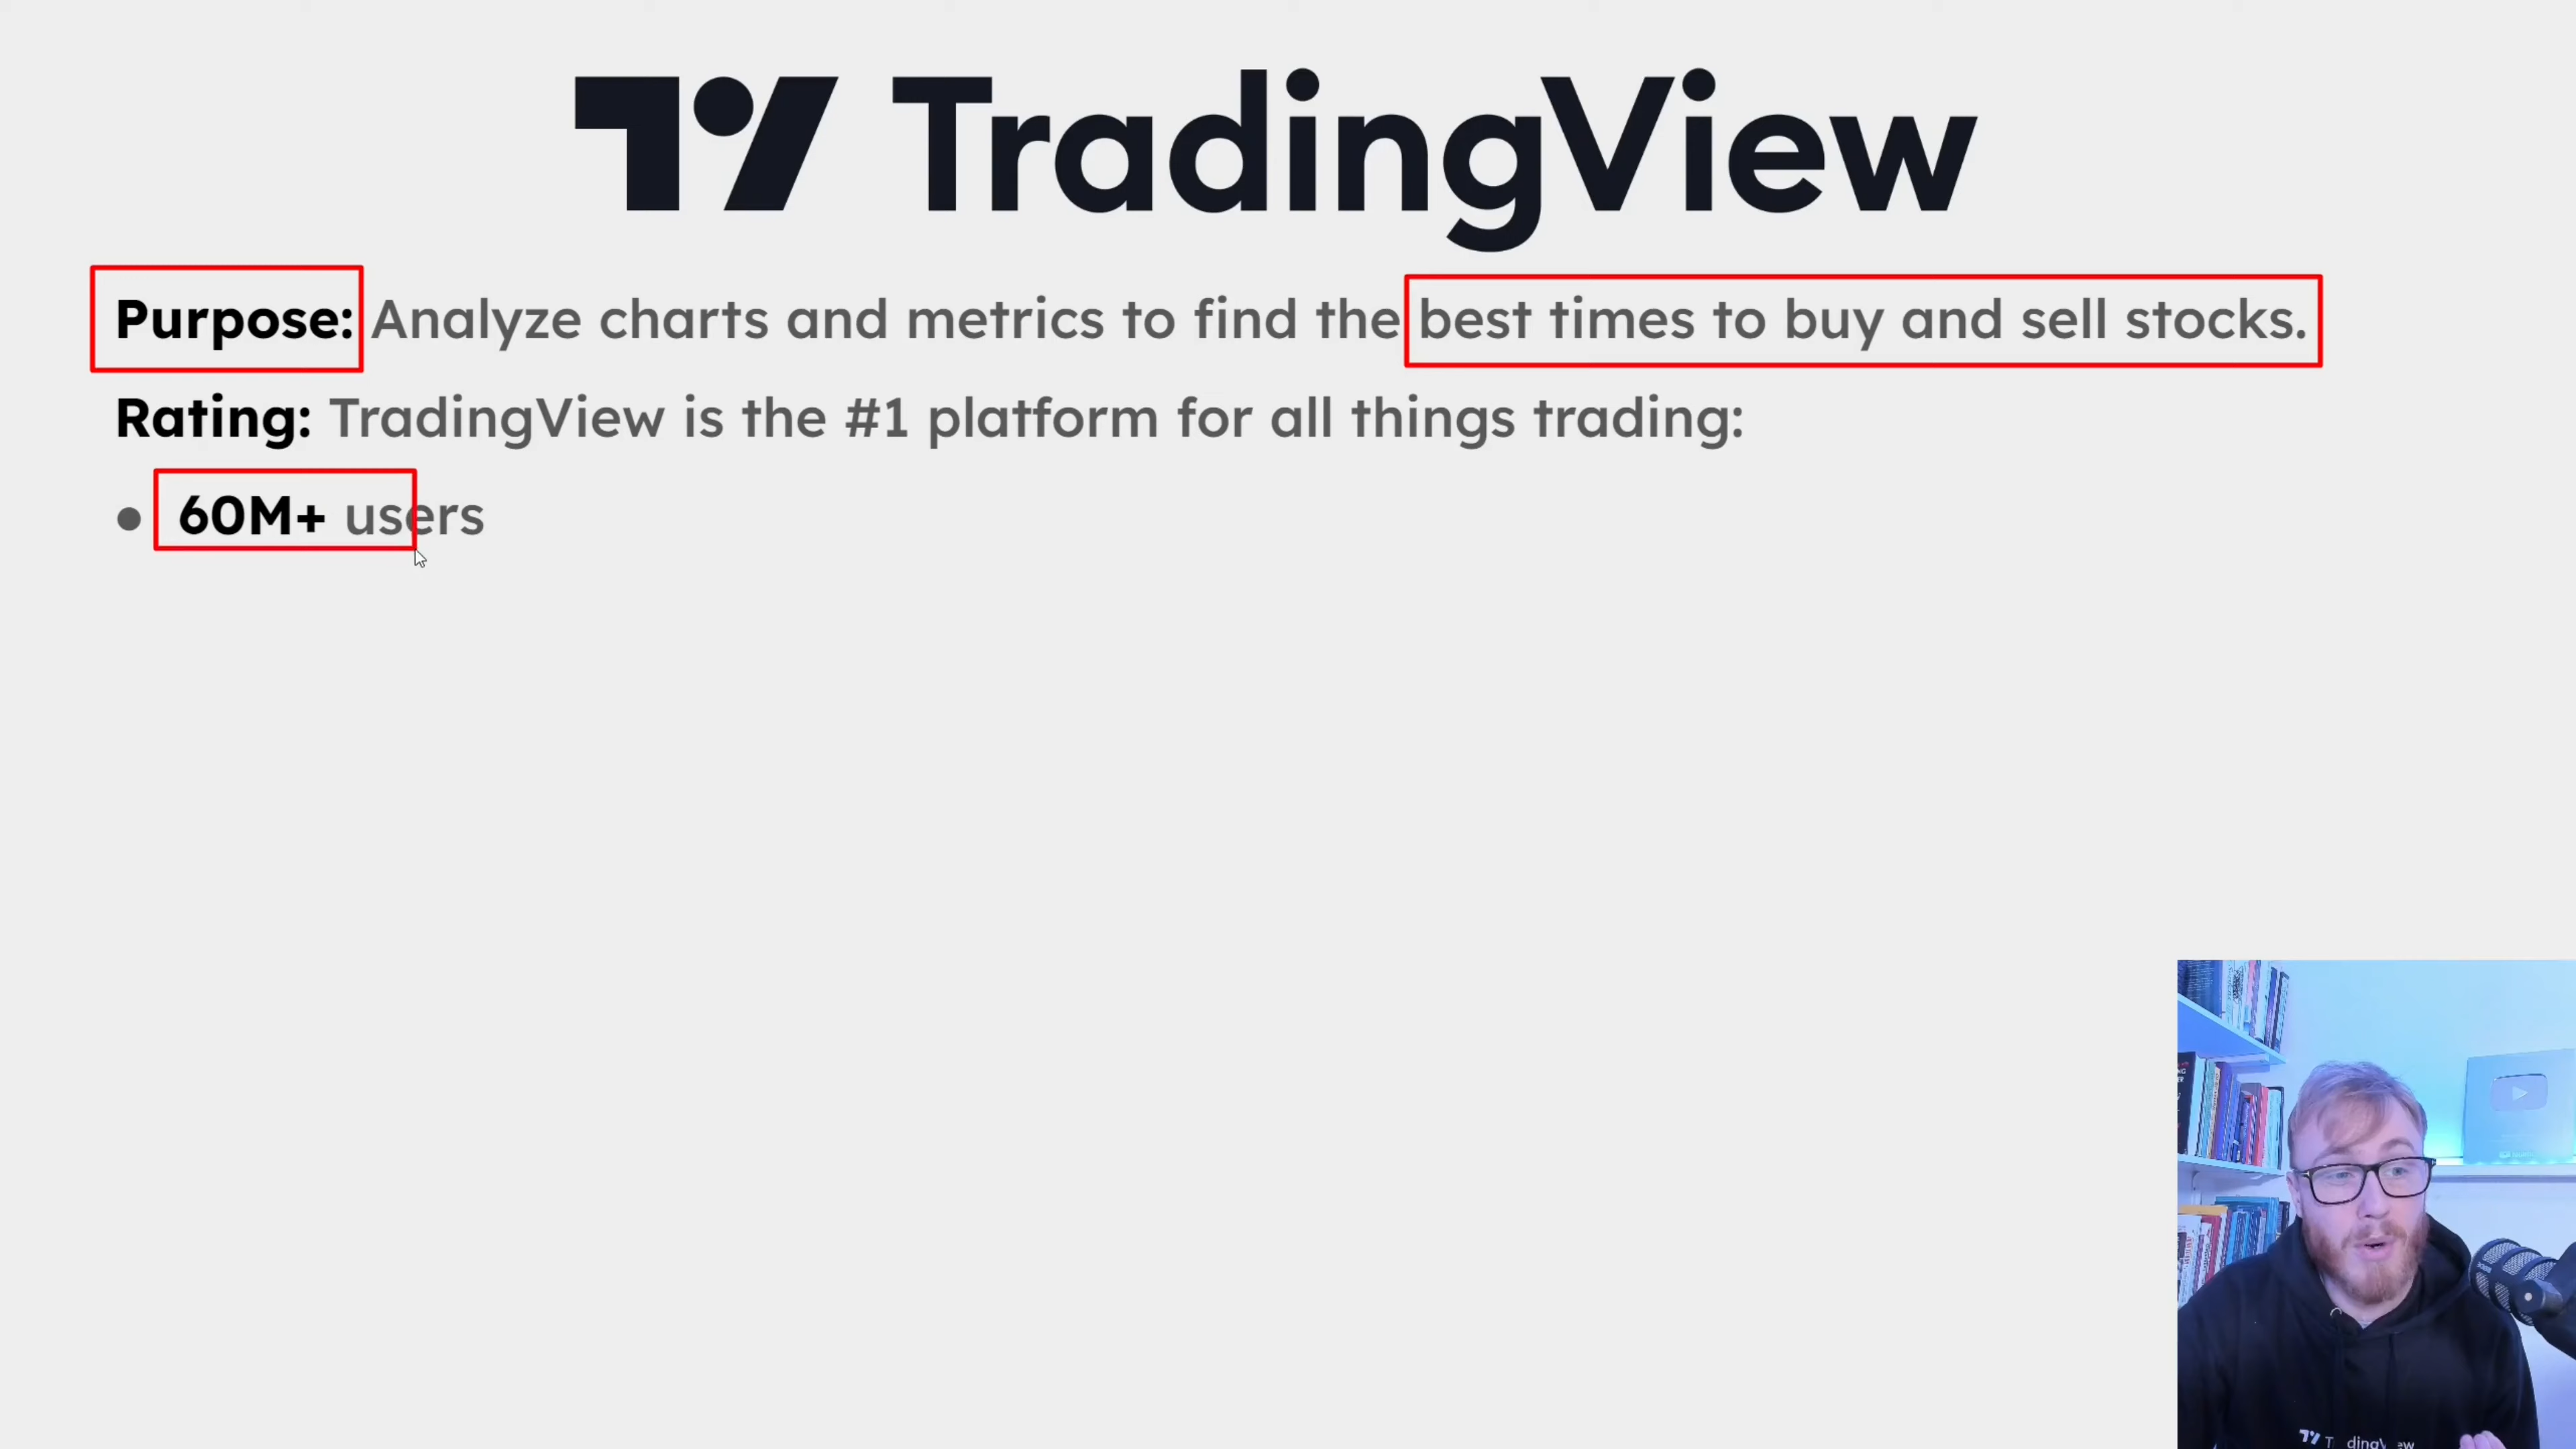 TradingView
Purpose: Analyze charts and metrics to find the best times to buy and sell stocks.
Rating: TradingView is the #1 platform for all things trading:
• 60M+ users